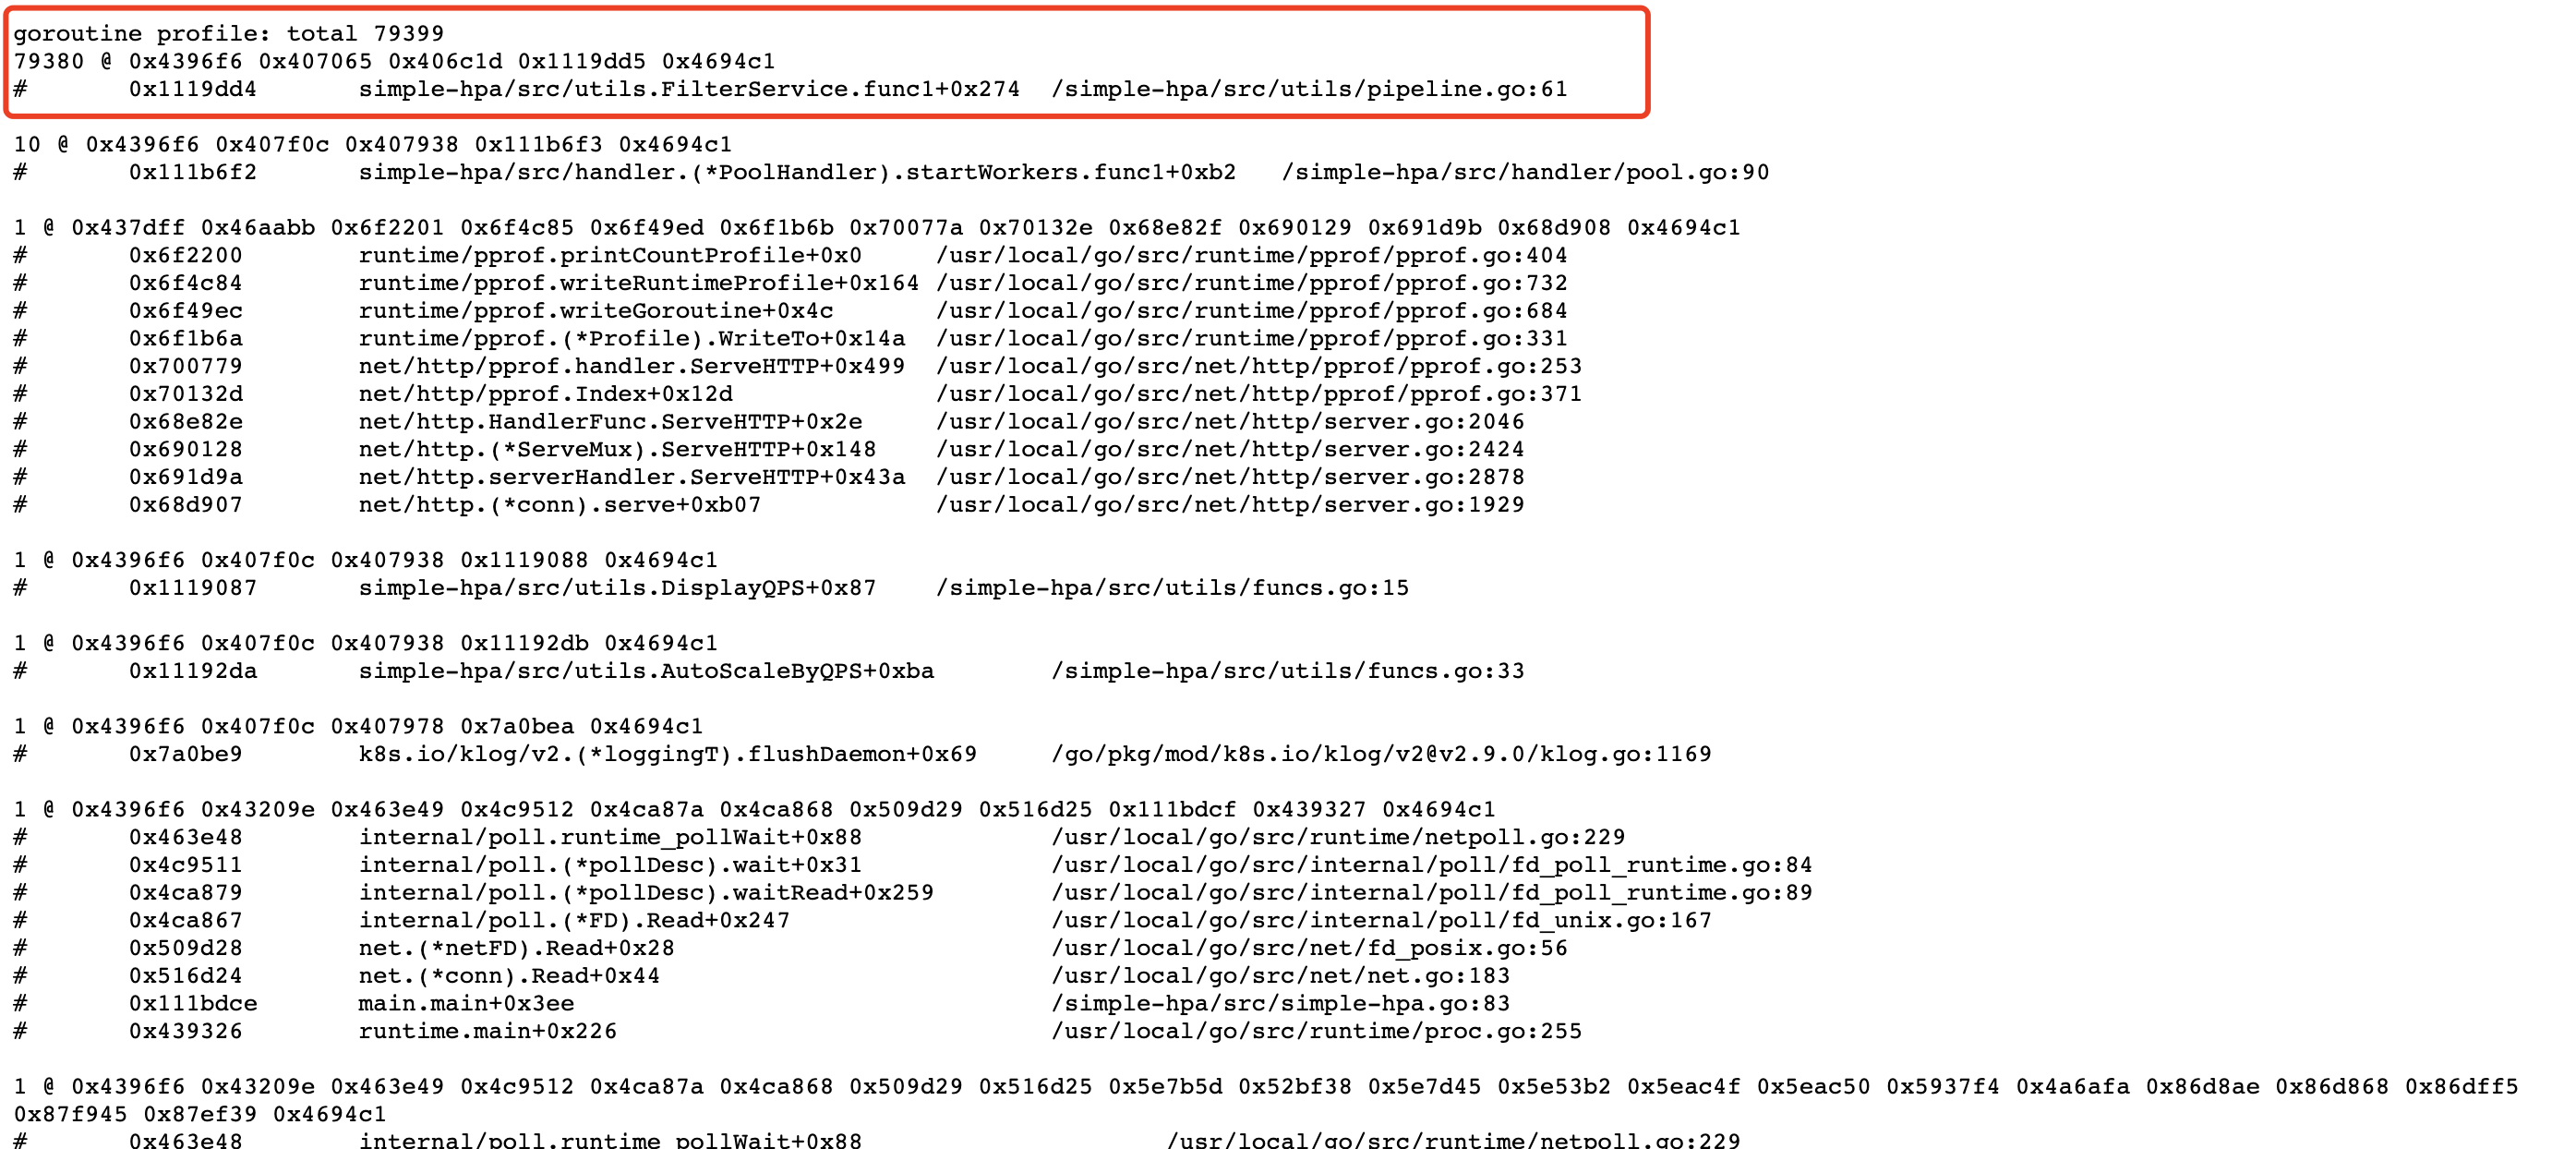 goroutine profile: total 79399
79380 @ 0x4396f6 0x407065 0x406c1d 0x1119dd5 0x4694c1
# 0x1119dd4 simple-hpa/src/utils.FilterService.func1+0x274 /simple-hpa/src/utils/pipeline.go:61
10 @ 0x4396f6 0x407f0c 0x407938 0x111b6f3 0x4694c1
# 0x111b6f2 simple-hpa/src/handler.(*PoolHandler).startWorkers.func1+0xb2 /simple-hpa/src/handler/pool.go:90
1 @ 0x437dff 0x46aabb 0x6f2201 0x6f4c85 0x6f49ed 0x6f1b6b 0x70077a 0x70132e 0x68e82f 0x690129 0x691d9b 0x68d908 0x4694c1
# 0x6f2200 runtime/pprof.printCountProfile+0x0 /usr/local/go/src/runtime/pprof/pprof.go:404
# 0x6f4c84 runtime/pprof.writeRuntimeProfile+0x164 /usr/local/go/src/runtime/pprof/pprof.go:732
# 0x6f49ec runtime/pprof.writeGoroutine+0x4c /usr/local/go/src/runtime/pprof/pprof.go:684
# 0x6f1b6a runtime/pprof.(*Profile).WriteTo+0x14a /usr/local/go/src/runtime/pprof/pprof.go:331
# 0x700779 net/http/pprof.handler.ServeHTTP+0x499 /usr/local/go/src/net/http/pprof/pprof.go:253
# 0x70132d net/http/pprof.Index+0x12d /usr/local/go/src/net/http/pprof/pprof.go:371
# 0x68e82e net/http.HandlerFunc.ServeHTTP+0x2e /usr/local/go/src/net/http/server.go:2046
# 0x690128 net/http.(*ServeMux).ServeHTTP+0x148 /usr/local/go/src/net/http/server.go:2424
# 0x691d9a net/http.serverHandler.ServeHTTP+0x43a /usr/local/go/src/net/http/server.go:2878
# 0x68d907 net/http.(*conn).serve+0xb07 /usr/local/go/src/net/http/server.go:1929
1 @ 0x4396f6 0x407f0c 0x407938 0x1119088 0x4694c1
# 0x1119087 simple-hpa/src/utils.DisplayQPS+0x87 /simple-hpa/src/utils/funcs.go:15
1 @ 0x4396f6 0x407f0c 0x407938 0x11192db 0x4694c1
# 0x11192da simple-hpa/src/utils.AutoScaleByQPS+0xba /simple-hpa/src/utils/funcs.go:33
1 @ 0x4396f6 0x407f0c 0x407978 0x7a0bea 0x4694c1
# 0x7a0be9 k8s.io/klog/v2.(*loggingT).flushDaemon+0x69 /go/pkg/mod/k8s.io/klog/v2@v2.9.0/klog.go:1169
1 @ 0x4396f6 0x43209e 0x463e49 0x4c9512 0x4ca87a 0x4ca868 0x509d29 0x516d25 0x111bdcf 0x439327 0x4694c1
# 0x463e48 internal/poll.runtime_pollWait+0x88 /usr/local/go/src/runtime/netpoll.go:229
# 0x4c9511 internal/poll.(*pollDesc).wait+0x31 /usr/local/go/src/internal/poll/fd_poll_runtime.go:84
# 0x4ca879 internal/poll.(*pollDesc).waitRead+0x259 /usr/local/go/src/internal/poll/fd_poll_runtime.go:89
# 0x4ca867 internal/poll.(*FD).Read+0x247 /usr/local/go/src/internal/poll/fd_unix.go:167
# 0x509d28 net.(*netFD).Read+0x28 /usr/local/go/src/net/fd_posix.go:56
# 0x516d24 net.(*conn).Read+0x44 /usr/local/go/src/net/net.go:183
# 0x111bdce main.main+0x3ee /simple-hpa/src/simple-hpa.go:83
# 0x439326 runtime.main+0x226 /usr/local/go/src/runtime/proc.go:255
1 @ 0x4396f6 0x43209e 0x463e49 0x4c9512 0x4ca87a 0x4ca868 0x509d29 0x516d25 0x5e7b5d 0x52bf38 0x5e7d45 0x5e53b2 0x5eac4f 0x5eac50 0x5937f4 0x4a6afa 0x86d8ae 0x86d868 0x86dff5
0x87f945 0x87ef39 0x4694c1
# 0x463e48 internal/poll.runtime_pollWait+0x88 /usr/local/go/src/runtime/netpoll.go:229